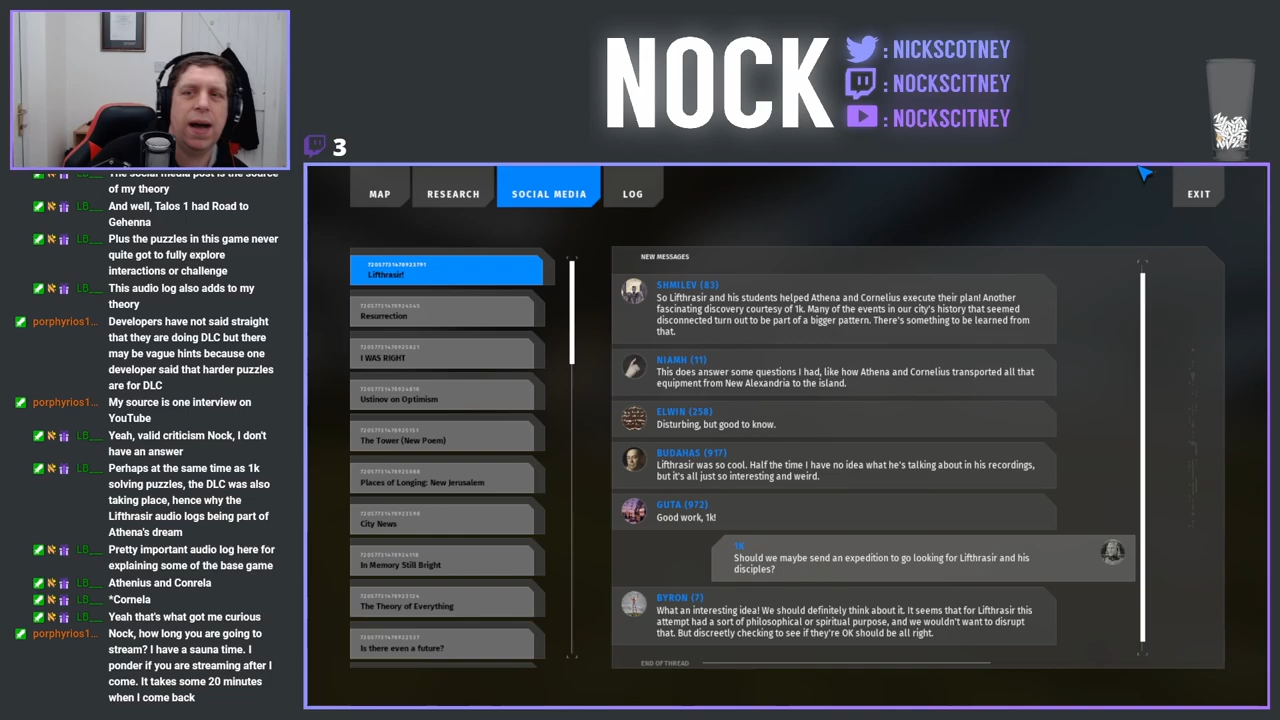 NOCK
: NICKSCOTNEY
: NOCKSCITNEY
: NOCKSCITNEY
3
The social media post is the source
of my theory
LB__ And well, Talos 1 had Road to
Gehenna
LB__ Plus the puzzles in this game never
quite got to fully explore
interactions or challenge
LB__ This audio log also adds to my
theory
porphyrios1... Developers have not said straight
that they are doing DLC but there
may be vague hints because one
developer said that harder puzzles
are for DLC
porphyrios1... My source is one interview on
YouTube
LB__ Yeah, valid criticism Nock, I don't
have an answer
LB__ Perhaps at the same time as 1k
solving puzzles, the DLC was also
taking place, hence why the
Lifthrasir audio logs being part of
Athena's dream
LB__ Pretty important audio log here for
explaining some of the base game
LB__ Athenius and Conrela
LB__ *Cornela
LB__ Yeah that's what got me curious
porphyrios1... Nock, how long you are going to
stream? I have a sauna time. I
ponder if you are streaming after I
come. It takes some 20 minutes
when I come back
MAP
RESEARCH
SOCIAL MEDIA
LOG
EXIT
Lifthrasir!
Resurrection
I WAS RIGHT
Ustinov on Optimism
The Tower (New Poem)
Places of Longing: New Jerusalem
City News
In Memory Still Bright
The Theory of Everything
Is there even a future?
NEW MESSAGES
SHMILEV (83)
So Lifthrasir and his students helped Athena and Cornelius execute their plan! Another
fascinating discovery courtesy of 1k. Many of the events in our city's history that seemed
disconnected turn out to be part of a bigger pattern. There's something to be learned from
that.
NIAMH (11)
This does answer some questions I had, like how Athena and Cornelius transported all that
equipment from New Alexandria to the island.
ELWIN (258)
Disturbing, but good to know.
BUDAHAS (917)
Lifthrasir was so cool. Half the time I have no idea what he's talking about in his recordings,
but it's all just so interesting and weird.
GUTA (972)
Good work, 1k!
1K
Should we maybe send an expedition to go looking for Lifthrasir and his
disciples?
BYRON (7)
What an interesting idea! We should definitely think about it. It seems that for Lifthrasir this
attempt had a sort of philosophical or spiritual purpose, and we wouldn't want to disrupt
that. But discreetly checking to see if they're OK should be all right.
END OF THREAD